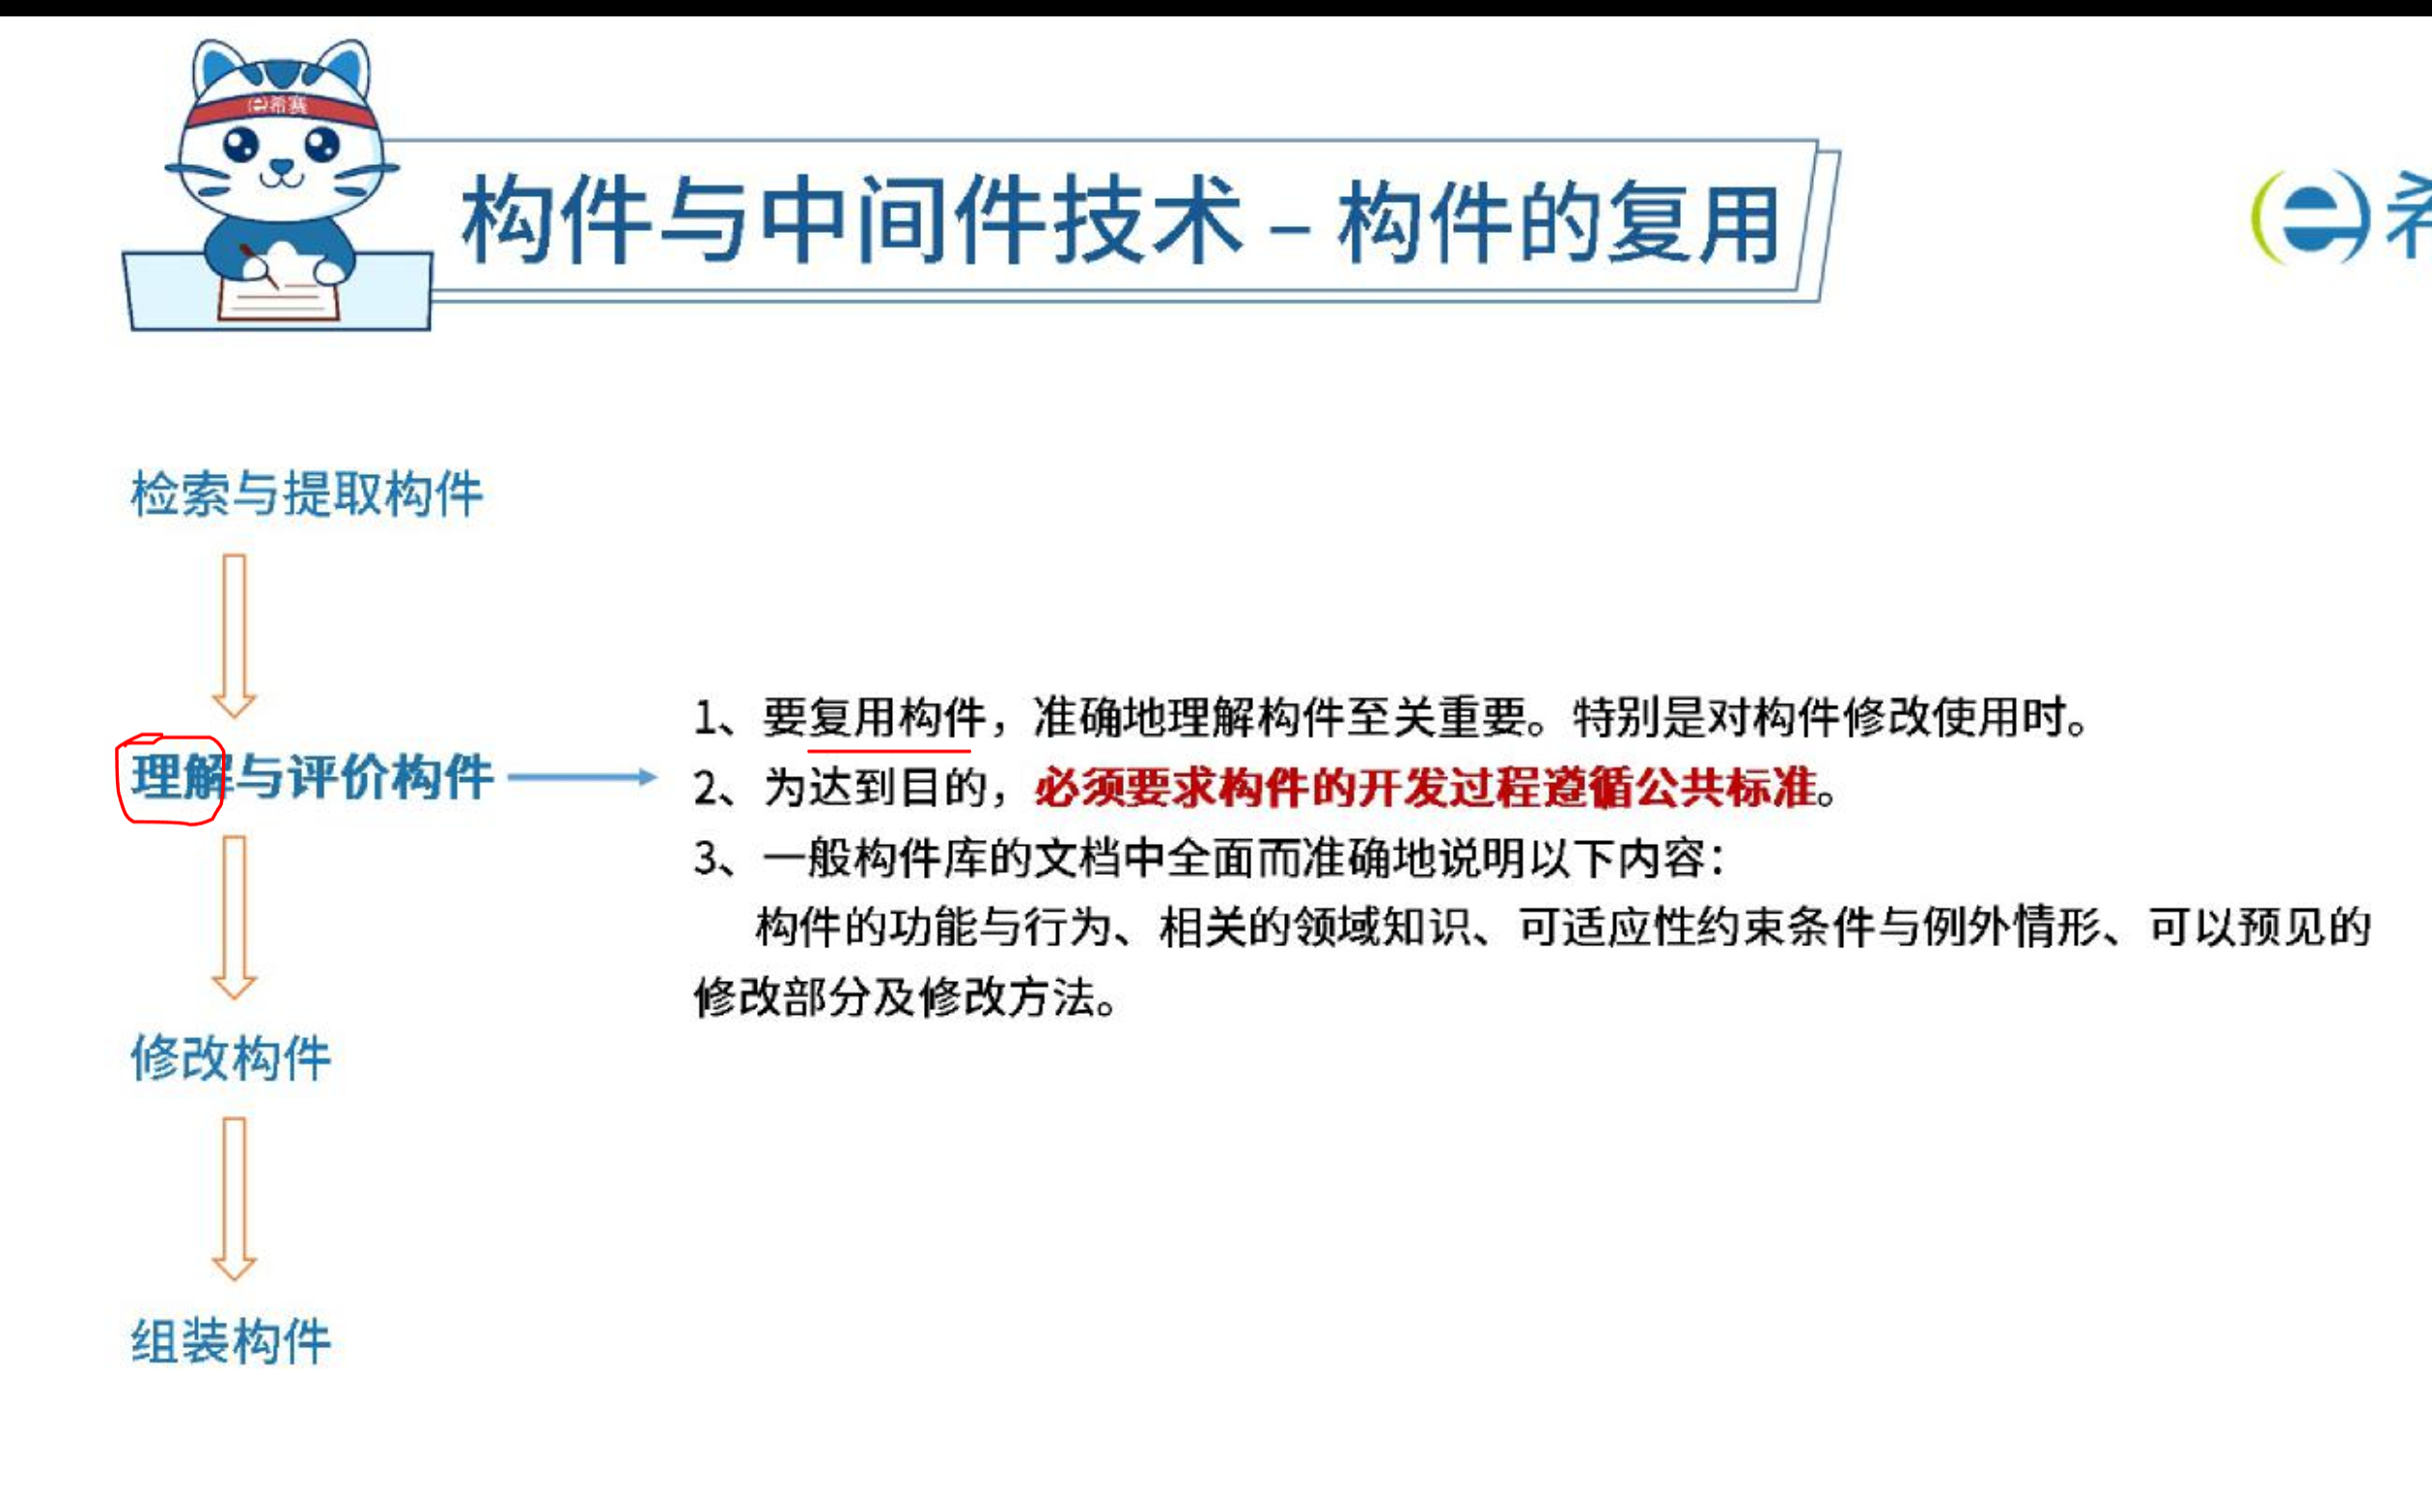 希赛
构件与中间件技术 – 构件的复用
检索与提取构件
理解与评价构件
修改构件
组装构件
1、要复用构件，准确地理解构件至关重要。特别是对构件修改使用时。
2、为达到目的，必须要求构件的开发过程遵循公共标准。
3、一般构件库的文档中全面而准确地说明以下内容：
构件的功能与行为、相关的领域知识、可适应性约束条件与例外情形、可以预见的
修改部分及修改方法。